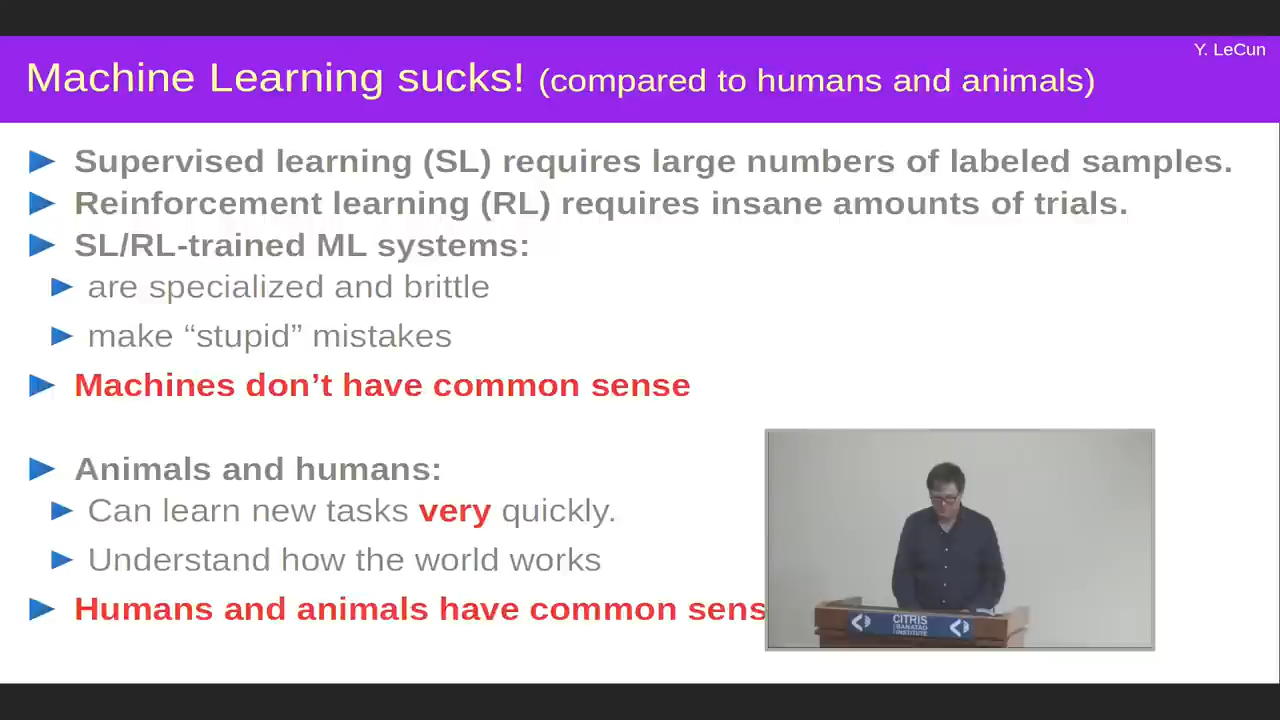 Y. LeCun
Machine Learning sucks! (compared to humans and animals)
Supervised learning (SL) requires large numbers of labeled samples.
Reinforcement learning (RL) requires insane amounts of trials.
SL/RL-trained ML systems:
are specialized and brittle
make “stupid” mistakes
Machines don’t have common sense
Animals and humans:
Can learn new tasks very quickly.
Understand how the world works
Humans and animals have common sens
CITRIS
BANATAO
INSTITUTE